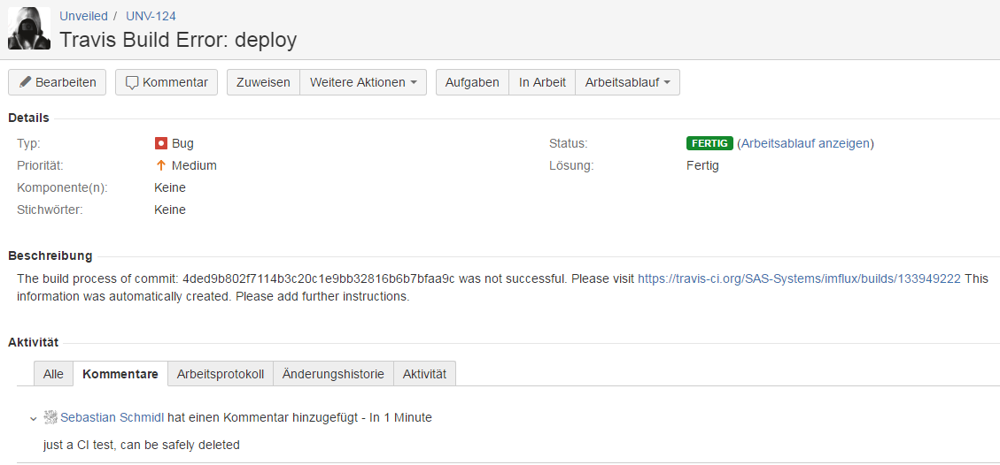 Unveiled / UNV-124
Travis Build Error: deploy
Bearbeiten Kommentar Zuweisen Weitere Aktionen Aufgaben In Arbeit Arbeitsablauf
Details
Typ: Bug Status: FERTIG (Arbeitsablauf anzeigen)
Priorität: Medium Lösung: Fertig
Komponente(n): Keine
Stichwörter: Keine
Beschreibung
The build process of commit: 4ded9b802f7114b3c20c1e9bb32816b6b7bfaa9c was not successful. Please visit https://travis-ci.org/SAS-Systems/imflux/builds/133949222 This
information was automatically created. Please add further instructions.
Aktivität
Alle Kommentare Arbeitsprotokoll Änderungshistorie Aktivität
Sebastian Schmidl hat einen Kommentar hinzugefügt - In 1 Minute
just a CI test, can be safely deleted